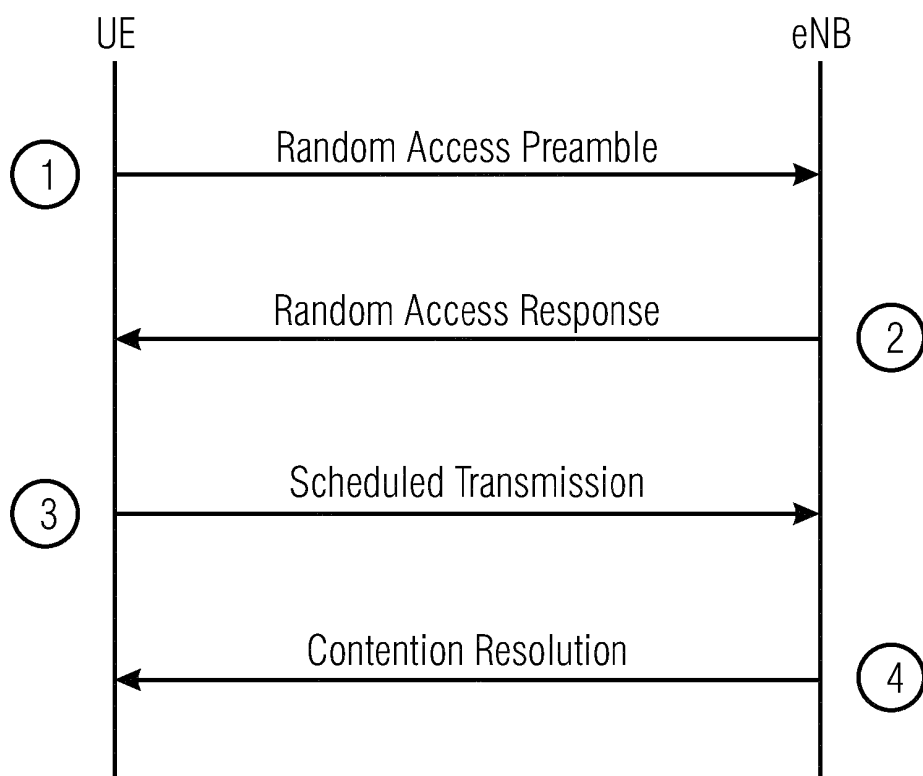 UE
eNB
Random Access Preamble
1
Random Access Response
2
Scheduled Transmission
3
Contention Resolution
4